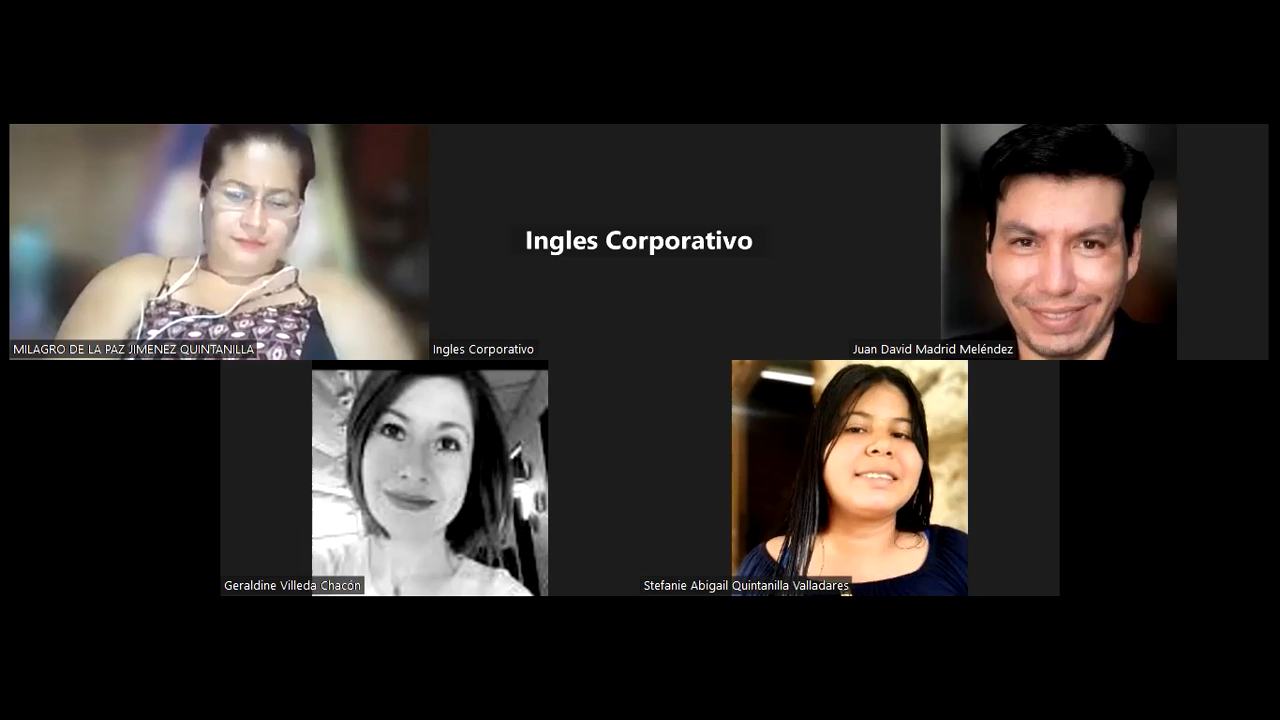 Ingles Corporativo
MILAGRO DE LA PAZ JIMENEZ QUINTANILLA
Ingles Corporativo
Juan David Madrid Meléndez
Geraldine Villeda Chacón
Stefanie Abigail Quintanilla Valladares